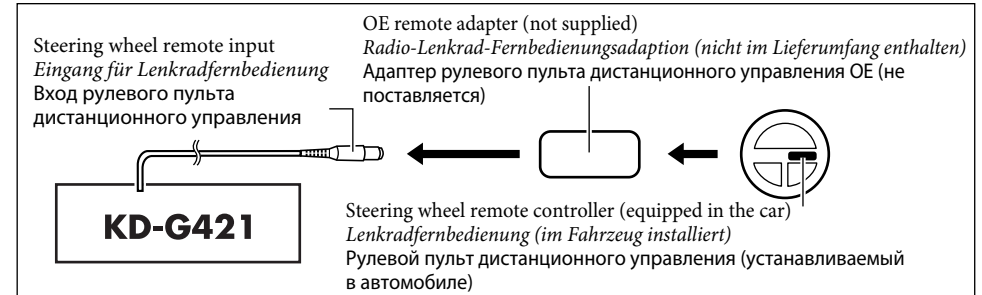 Steering wheel remote input
Eingang für Lenkradfernbedienung
Вход рулевого пульта
дистанционного управления
OE remote adapter (not supplied)
Radio-Lenkrad-Fernbedienungsadaption (nicht im Lieferumfang enthalten)
Адаптер рулевого пульта дистанционного управления OE (не
поставляется)
KD-G421
Steering wheel remote controller (equipped in the car)
Lenkradfernbedienung (im Fahrzeug installiert)
Рулевой пульт дистанционного управления (устанавливаемый
в автомобиле)